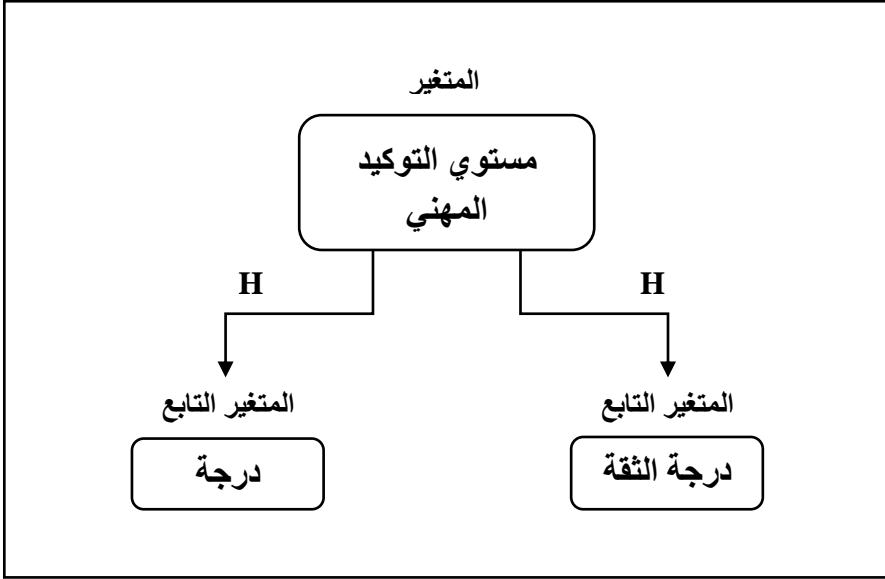 المتغير
مستوي التوكيد
المهني
H
H
المتغير التابع
المتغير التابع
درجة الثقة
درجة